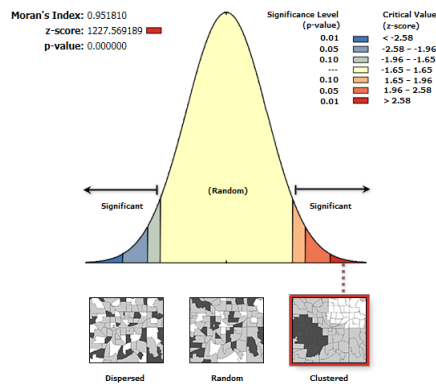 Moran's Index: 0.951810
z-score: 1227.569189
p-value: 0.000000
Significance Level
(p-value)
Critical Value
(z-score)
0.01 < -2.58
0.05 -2.58 – -1.96
0.10 -1.96 – -1.65
--- -1.65 – 1.65
0.10 1.65 – 1.96
0.05 1.96 – 2.58
0.01 > 2.58
(Random)
Significant Significant
Dispersed Random Clustered